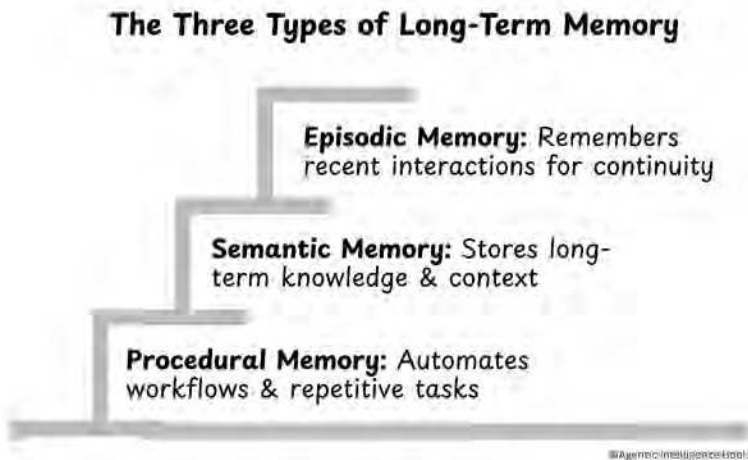 The Three Types of Long-Term Memory
Episodic Memory: Remembers
recent interactions for continuity
Semantic Memory: Stores long-
term knowledge & context
Procedural Memory: Automates
workflows & repetitive tasks